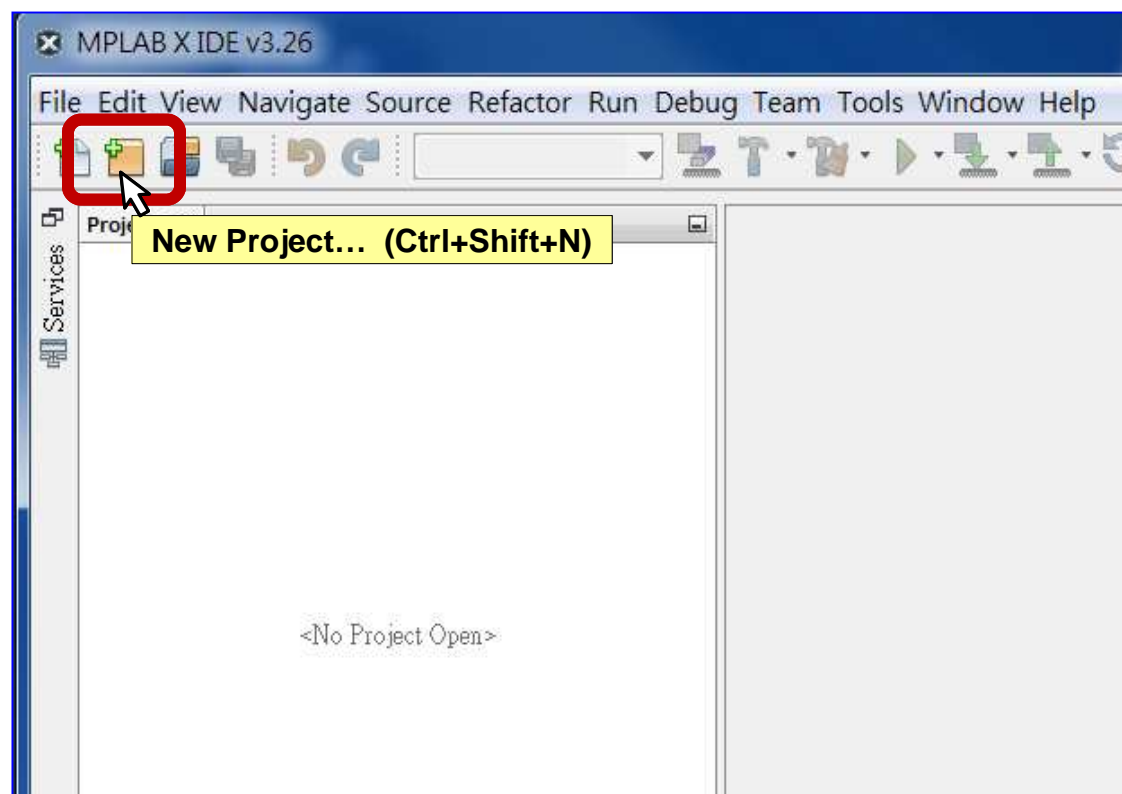 MPLAB X IDE v3.26
File Edit View Navigate Source Refactor Run Debug Team Tools Window Help
Proje
New Project... (Ctrl+Shift+N)
Services
<No Project Open>